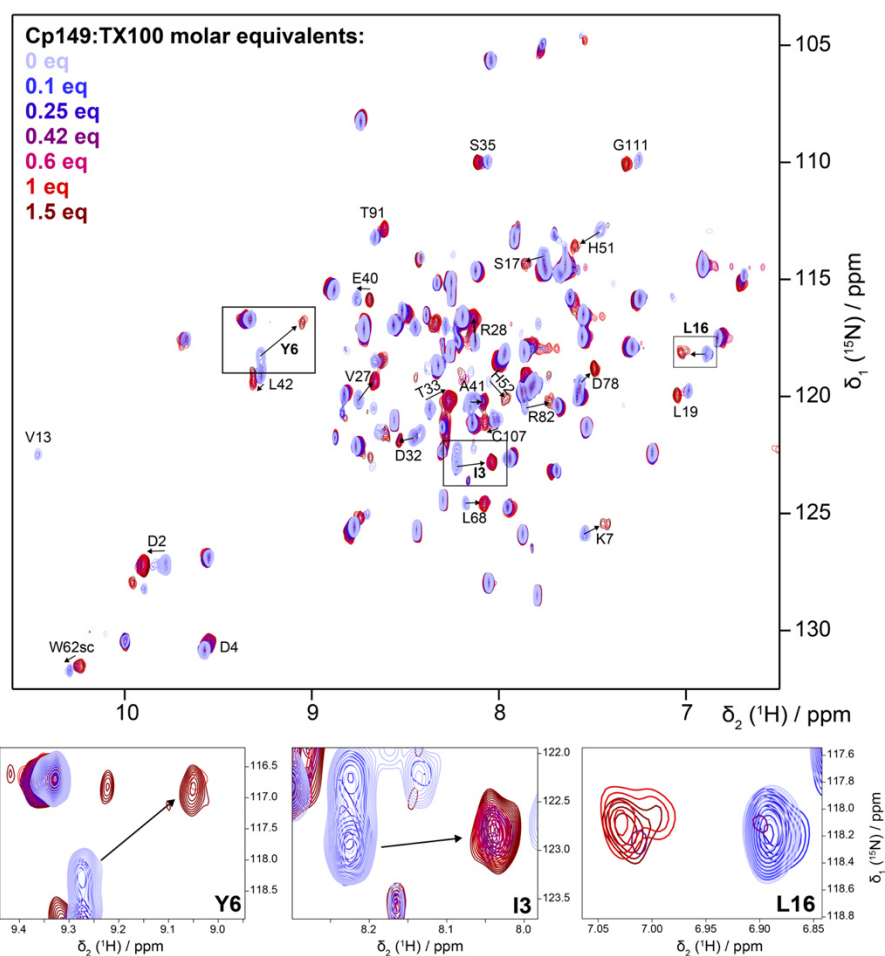 Cp149:TX100 molar equivalents:
0 eq
0.1 eq
0.25 eq
0.42 eq
0.6 eq
1 eq
1.5 eq
105
S35
G111
110
T91
H51
S17
E40
115
R28
L16
Y6
L42
V27
T33
A41
H52
D78
120
R82
L19
V13
D32
C107
I3
L68
K7
125
D2
W62sc
D4
130
10
9
8
7
δ₂ (¹H) / ppm
δ₁ (¹⁵N) / ppm
116.5
117.0
118.0
118.5
Y6
9.4
9.3
9.2
9.1
9.0
δ₂ (¹H) / ppm
122.0
122.5
123.0
123.5
I3
8.2
8.1
8.0
δ₂ (¹H) / ppm
117.6
117.8
118.0
118.2
118.4
118.6
118.8
L16
7.05
7.00
6.95
6.90
6.85
δ₂ (¹H) / ppm
δ₁ (¹⁵N) / ppm